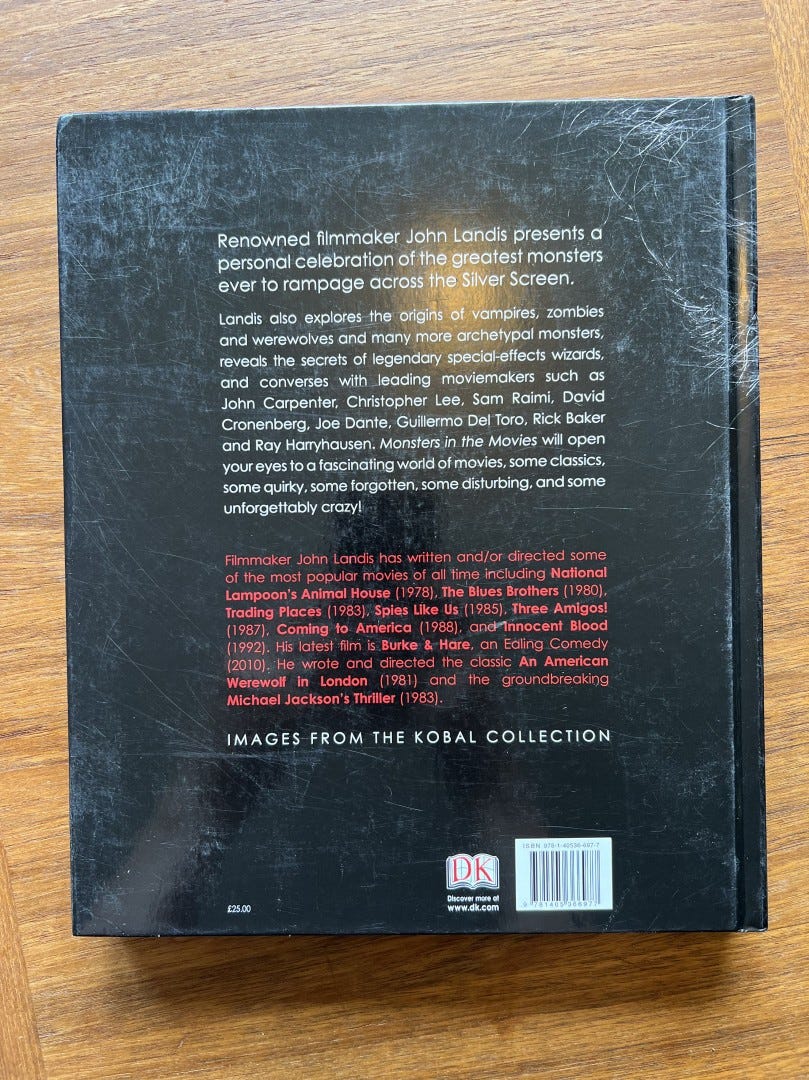 Renowned filmmaker John Landis presents a
personal celebration of the greatest monsters
ever to rampage across the Silver Screen.
Landis also explores the origins of vampires, zombies
and werewolves and many more archetypal monsters,
reveals the secrets of legendary special-effects wizards,
and converses with leading moviemakers such as
John Carpenter, Christopher Lee, Sam Raimi, David
Cronenberg, Joe Dante, Guillermo Del Toro, Rick Baker
and Ray Harryhausen. Monsters in the Movies will open
your eyes to a fascinating world of movies, some classics,
some quirky, some forgotten, some disturbing, and some
unforgettably crazy!
Filmmaker John Landis has written and/or directed some
of the most popular movies of all time including National
Lampoon's Animal House (1978), The Blues Brothers (1980),
Trading Places (1983), Spies Like Us (1985), Three Amigos!
(1987), Coming to America (1988), and Innocent Blood
(1992). His latest film is Burke & Hare, an Ealing Comedy
(2010). He wrote and directed the classic An American
Werewolf in London (1981) and the groundbreaking
Michael Jackson's Thriller (1983).
IMAGES FROM THE KOBAL COLLECTION
£25.00
DK
Discover more at
www.dk.com
ISBN 978-1-40536-697-7
9 781405 366977